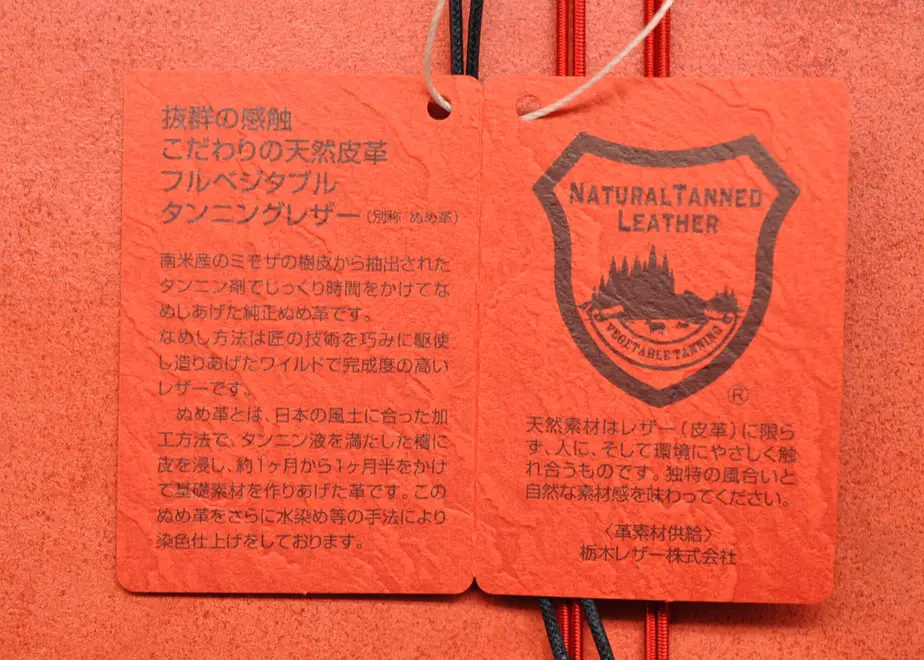 抜群の感触
こだわりの天然皮革
フルベジタブル
タンニングレザー（別称 ぬめ革）
南米産のミモザの樹皮から抽出された
タンニン剤でじっくり時間をかけてな
めしあげた純正ぬめ革です。
なめし方法は匠の技術を巧みに駆使
し造りあげたワイルドで完成度の高い
レザーです。
ぬめ革とは、日本の風土に合った加
工方法で、タンニン液を満たした槽に
皮を浸し、約1ヶ月から1ヶ月半をかけ
て基礎素材を作りあげた革です。この
ぬめ革をさらに水染め等の手法により
染色仕上げをしております。
NATURAL TANNED
LEATHER
VEGETABLE TANNING
®
天然素材はレザー（皮革）に限ら
ず、人に、そして環境にやさしく触
れ合うものです。独特の風合いと
自然な素材感を味わってください。
〈革素材供給〉
栃木レザー株式会社